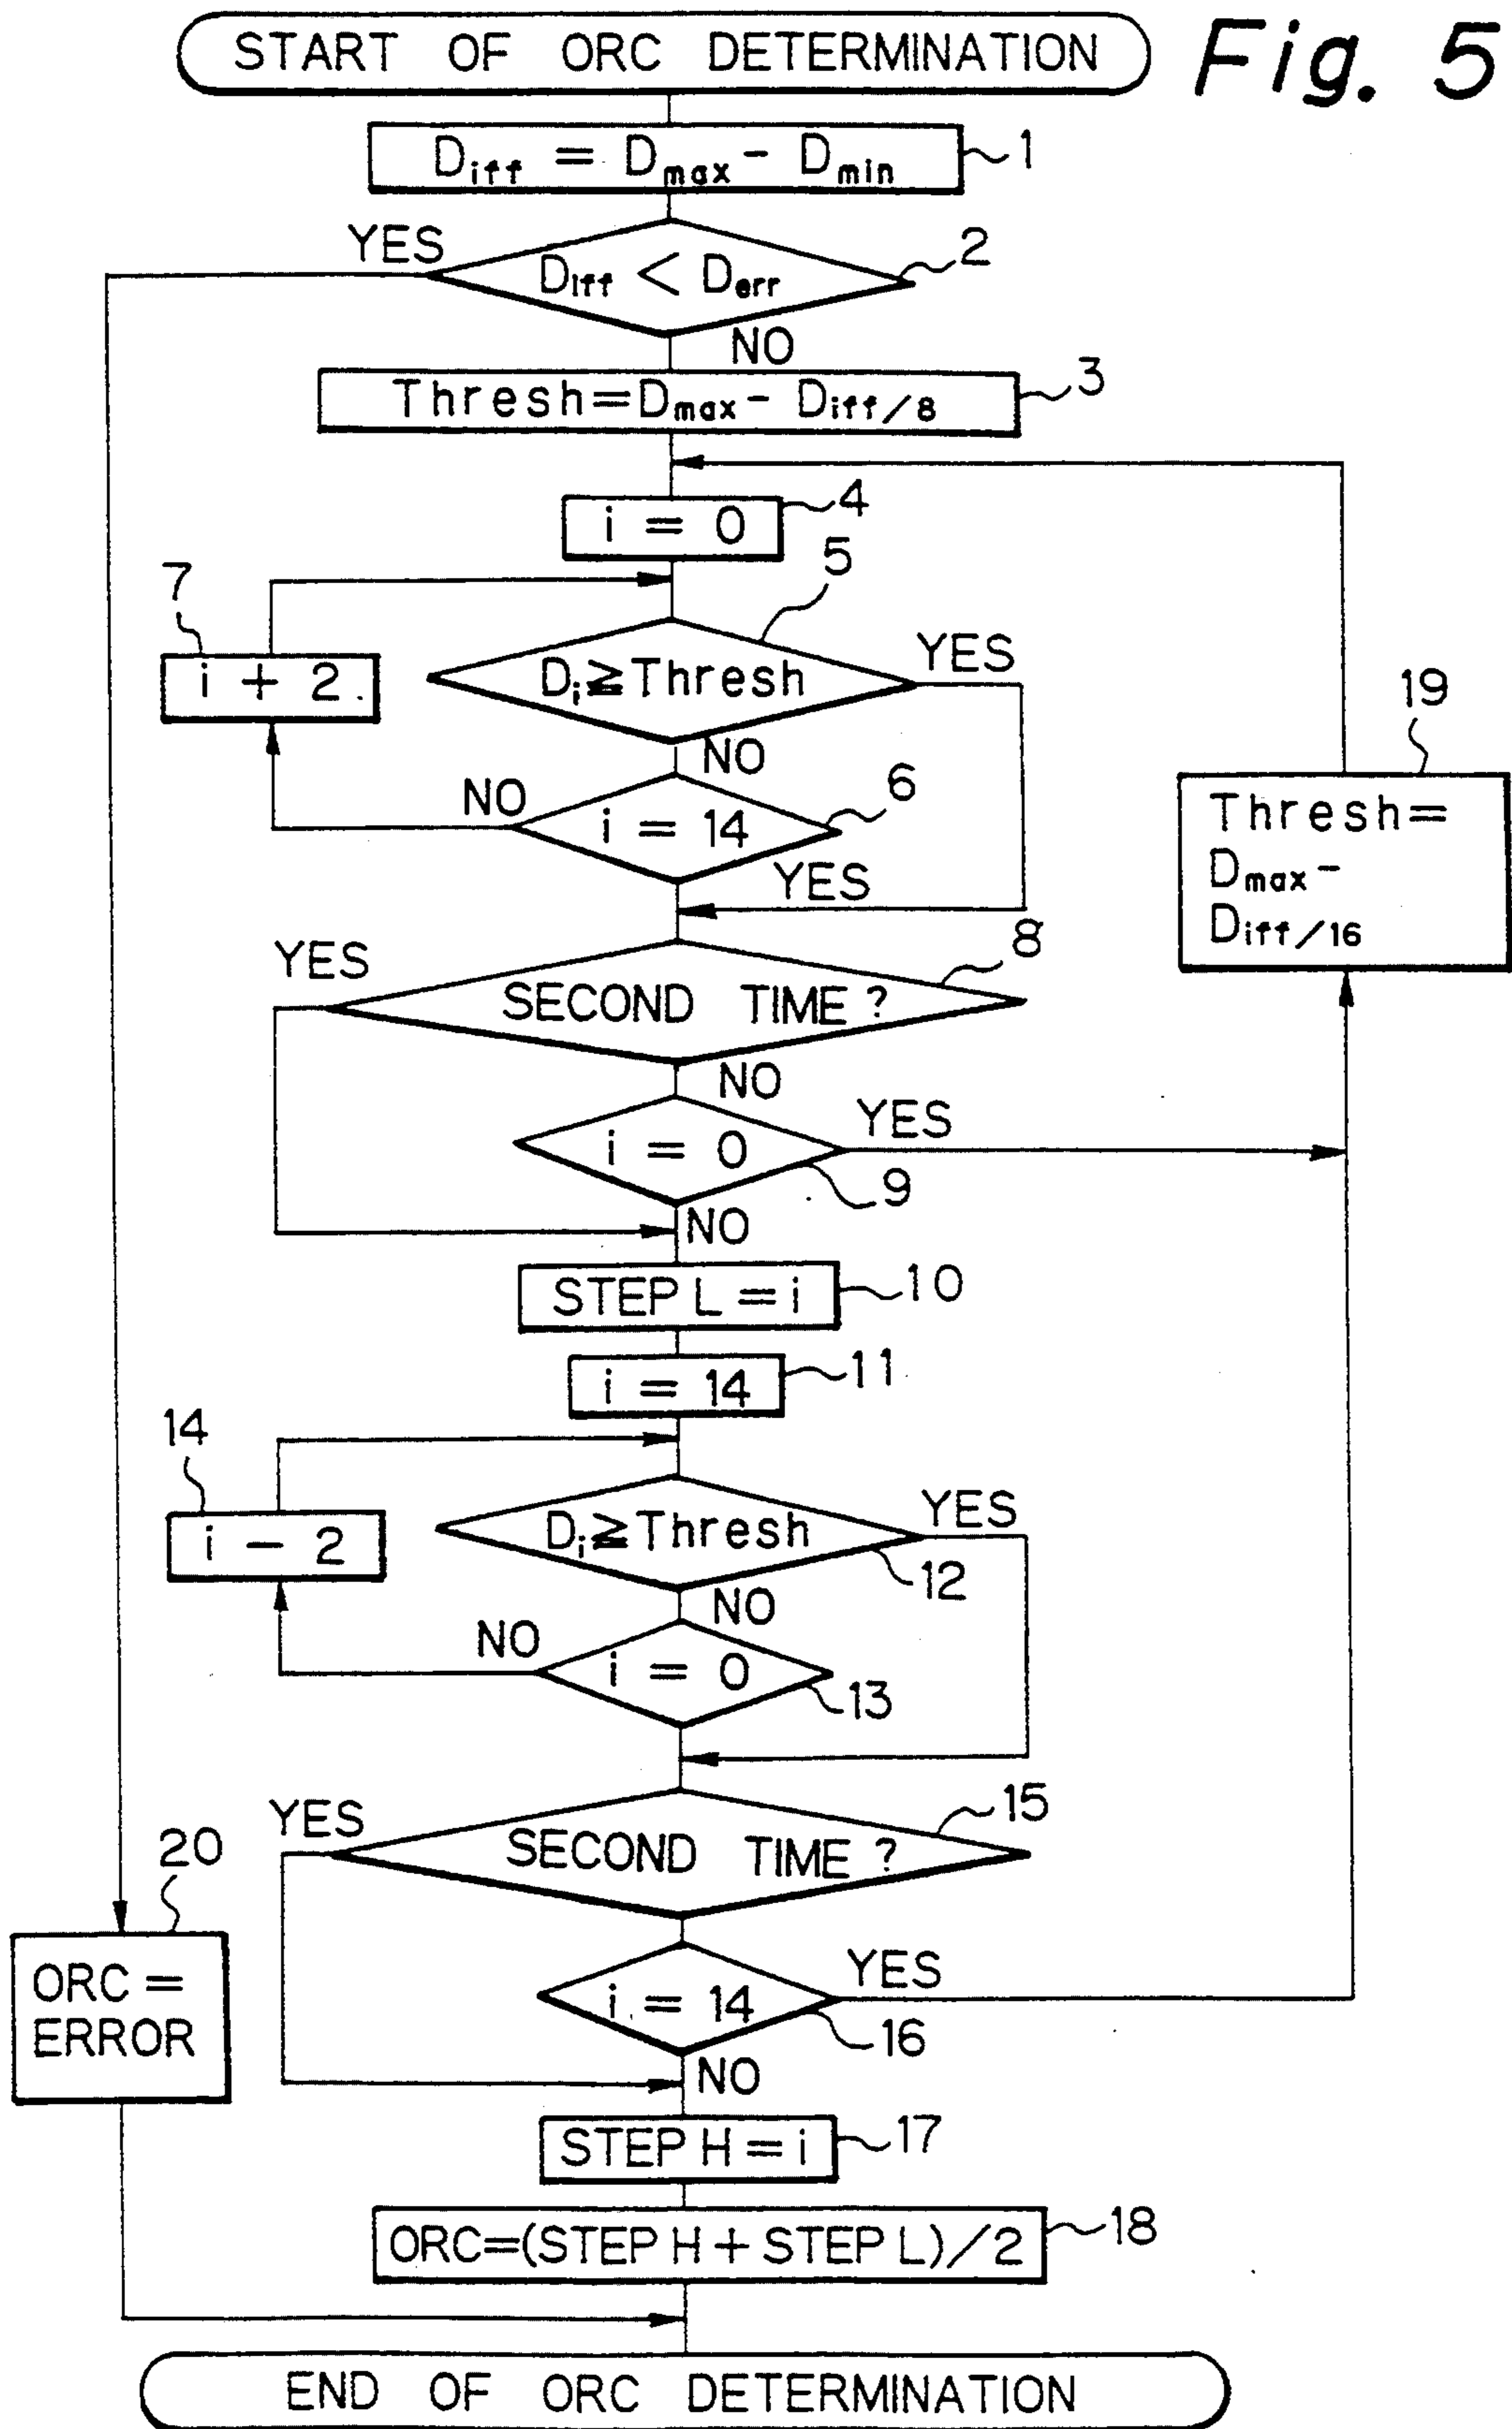 START OF ORC DETERMINATION
Fig. 5
Diff = Dmax - Dmin
1
YES
Diff < Derr
2
NO
Thresh=Dmax- Diff/8
3
i = 0
4
5
7
i + 2
Di≧Thresh
YES
NO
19
Thresh=
Dmax-
Diff/16
NO
i = 14
6
YES
8
YES
SECOND TIME?
NO
i = 0
YES
9
NO
STEP L = i
10
i = 14
11
14
i - 2
Di≧Thresh
YES
12
NO
NO
i = 0
13
15
YES
SECOND TIME?
20
ORC =
ERROR
i = 14
YES
16
NO
STEP H = i
17
ORC=(STEP H + STEP L)/2
18
END OF ORC DETERMINATION